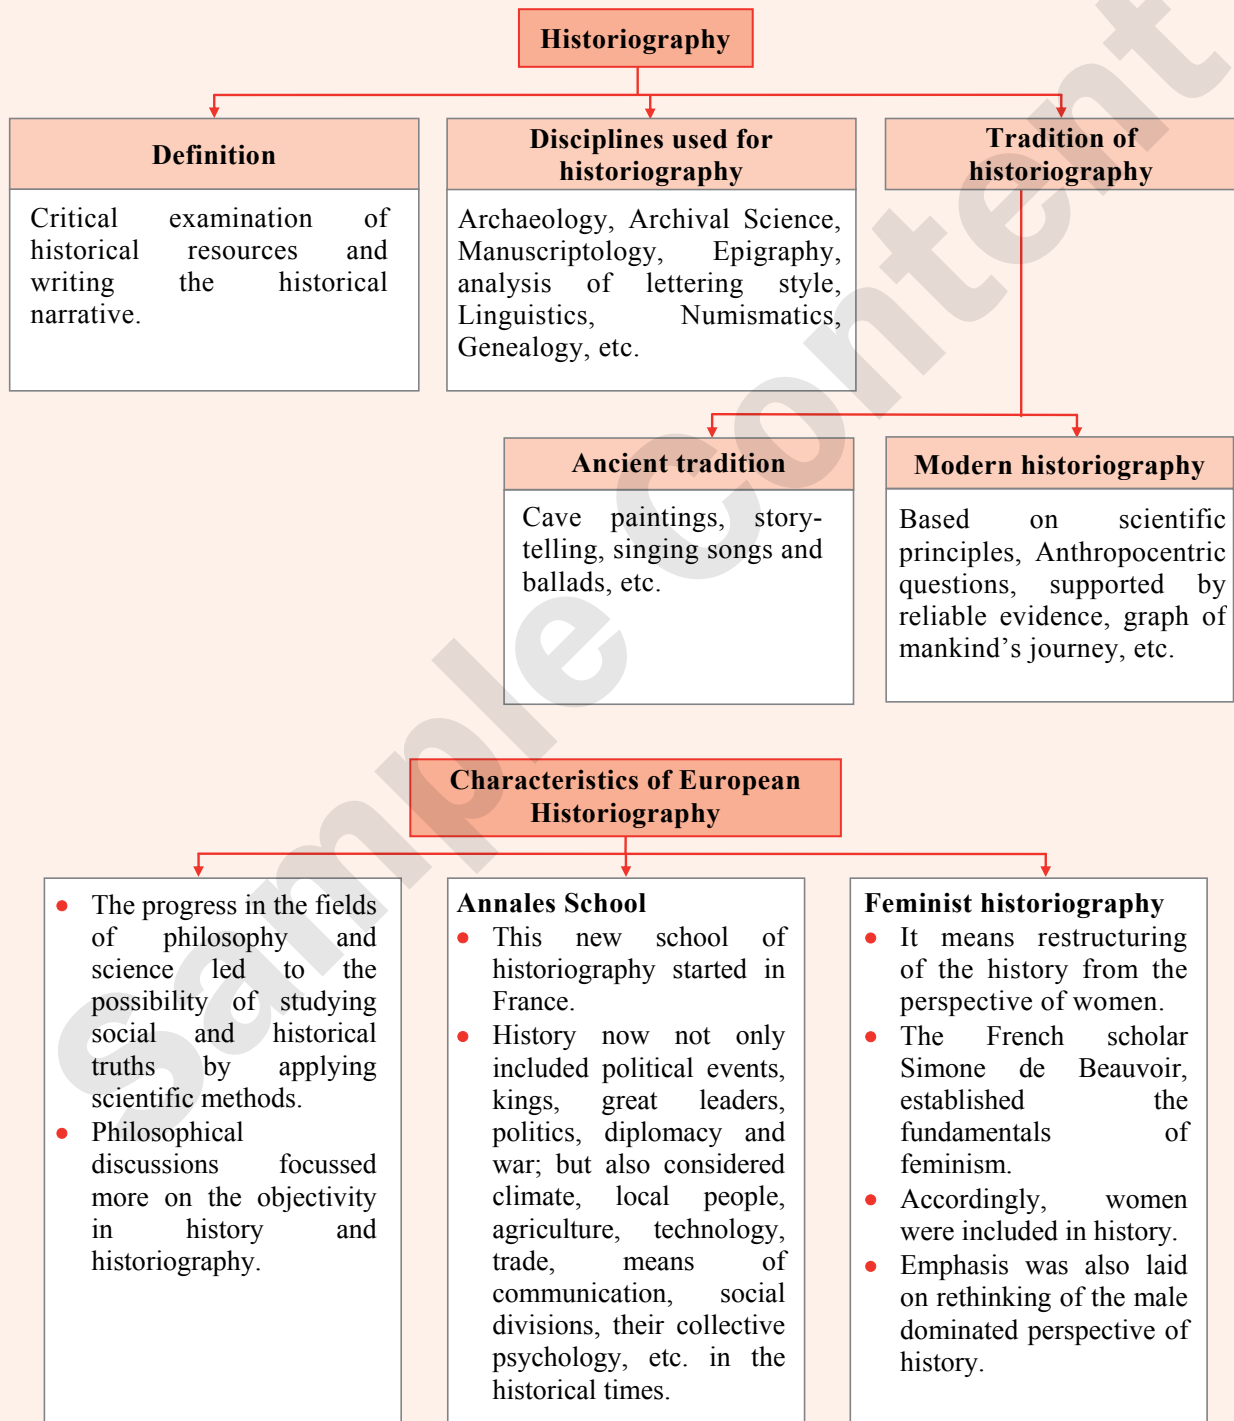 Historiography
Definition
Critical examination of
historical resources and
writing the historical
narrative.
Disciplines used for
historiography
Archaeology, Archival Science,
Manuscriptology, Epigraphy,
analysis of lettering style,
Linguistics, Numismatics,
Genealogy, etc.
Tradition of
historiography
Ancient tradition
Cave paintings, story-
telling, singing songs and
ballads, etc.
Modern historiography
Based on scientific
principles, Anthropocentric
questions, supported by
reliable evidence, graph of
mankind’s journey, etc.
Characteristics of European
Historiography
• The progress in the fields
of philosophy and
science led to the
possibility of studying
social and historical
truths by applying
scientific methods.
• Philosophical
discussions focussed
more on the objectivity
in history and
historiography.
Annales School
• This new school of
historiography started in
France.
• History now not only
included political events,
kings, great leaders,
politics, diplomacy and
war; but also considered
climate, local people,
agriculture, technology,
trade, means of
communication, social
divisions, their collective
psychology, etc. in the
historical times.
Feminist historiography
• It means restructuring
of the history from the
perspective of women.
• The French scholar
Simone de Beauvoir,
established the
fundamentals of
feminism.
• Accordingly, women
were included in history.
• Emphasis was also laid
on rethinking of the male
dominated perspective of
history.
Sample Content